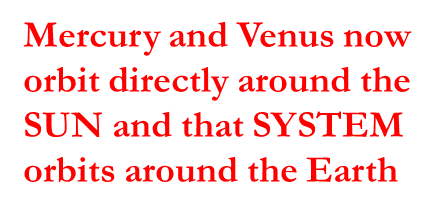 Mercury and Venus now
orbit directly around the
SUN and that SYSTEM
orbits around the Earth